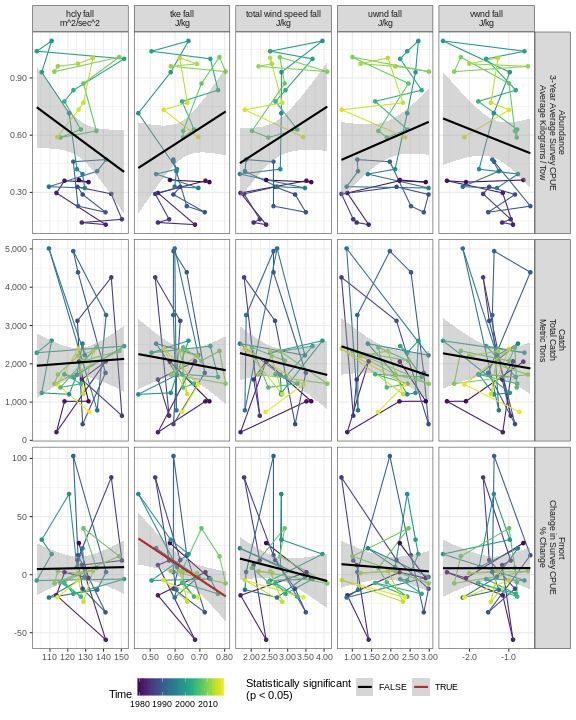 hcly fall
m^2/sec^2
tke fall
J/kg
total wind speed fall
J/kg
uwnd fall
J/kg
vwnd fall
J/kg
0.90
0.60
0.30
Abundance
3-Year Average Survey CPUE
Average Kilograms / Tow
5,000
4,000
3,000
2,000
1,000
0
Catch
Total Catch
Metric Tons
100
50
0
-50
Fmort
Change in Survey CPUE
% Change
110 120 130 140 150
0.50 0.60 0.70 0.80
2.00 2.50 3.00 3.50 4.00
1.00 1.50 2.00 2.50 3.00
-2.0 -1.0
Time
1980 1990 2000 2010
Statistically significant
(p < 0.05)
FALSE
TRUE